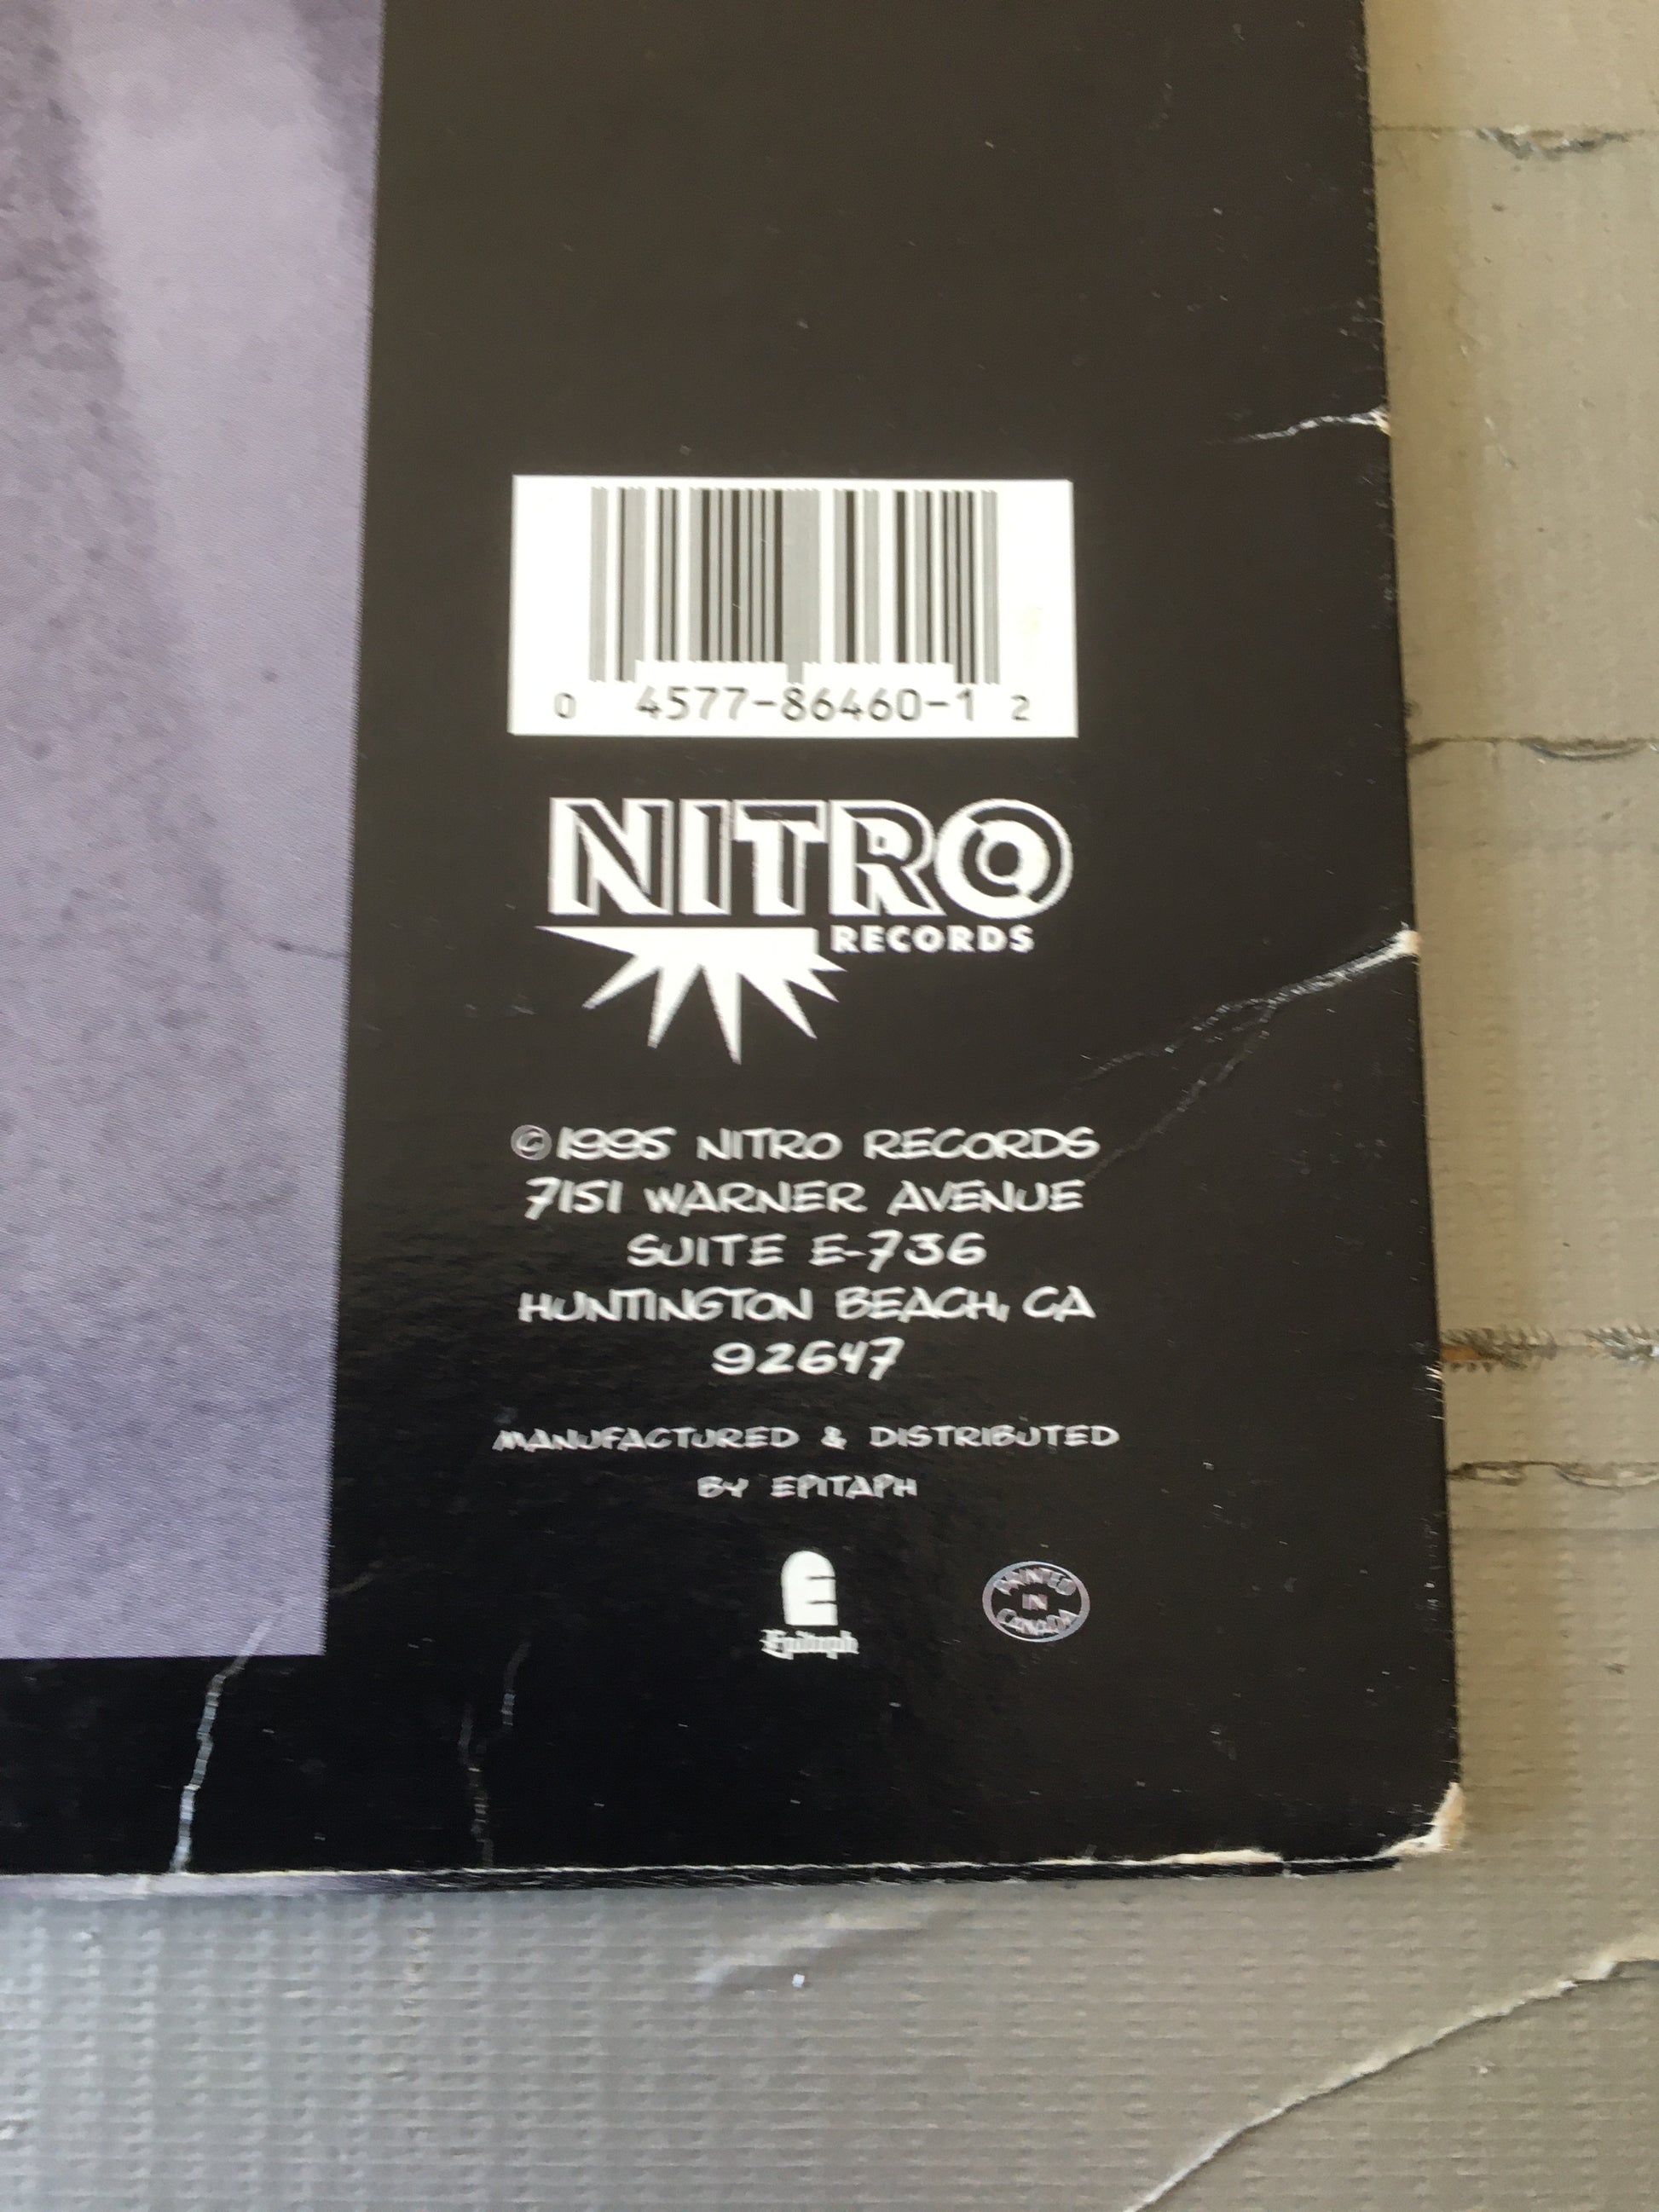 0 4577-86460-1 2
NITRO
RECORDS
©1995 NITRO RECORDS
7151 WARNER AVENUE
SUITE E-736
HUNTINGTON BEACH, CA
92647
MANUFACTURED & DISTRIBUTED
BY EPITAPH
E
Epitaph
PRINTED
IN
CANADA